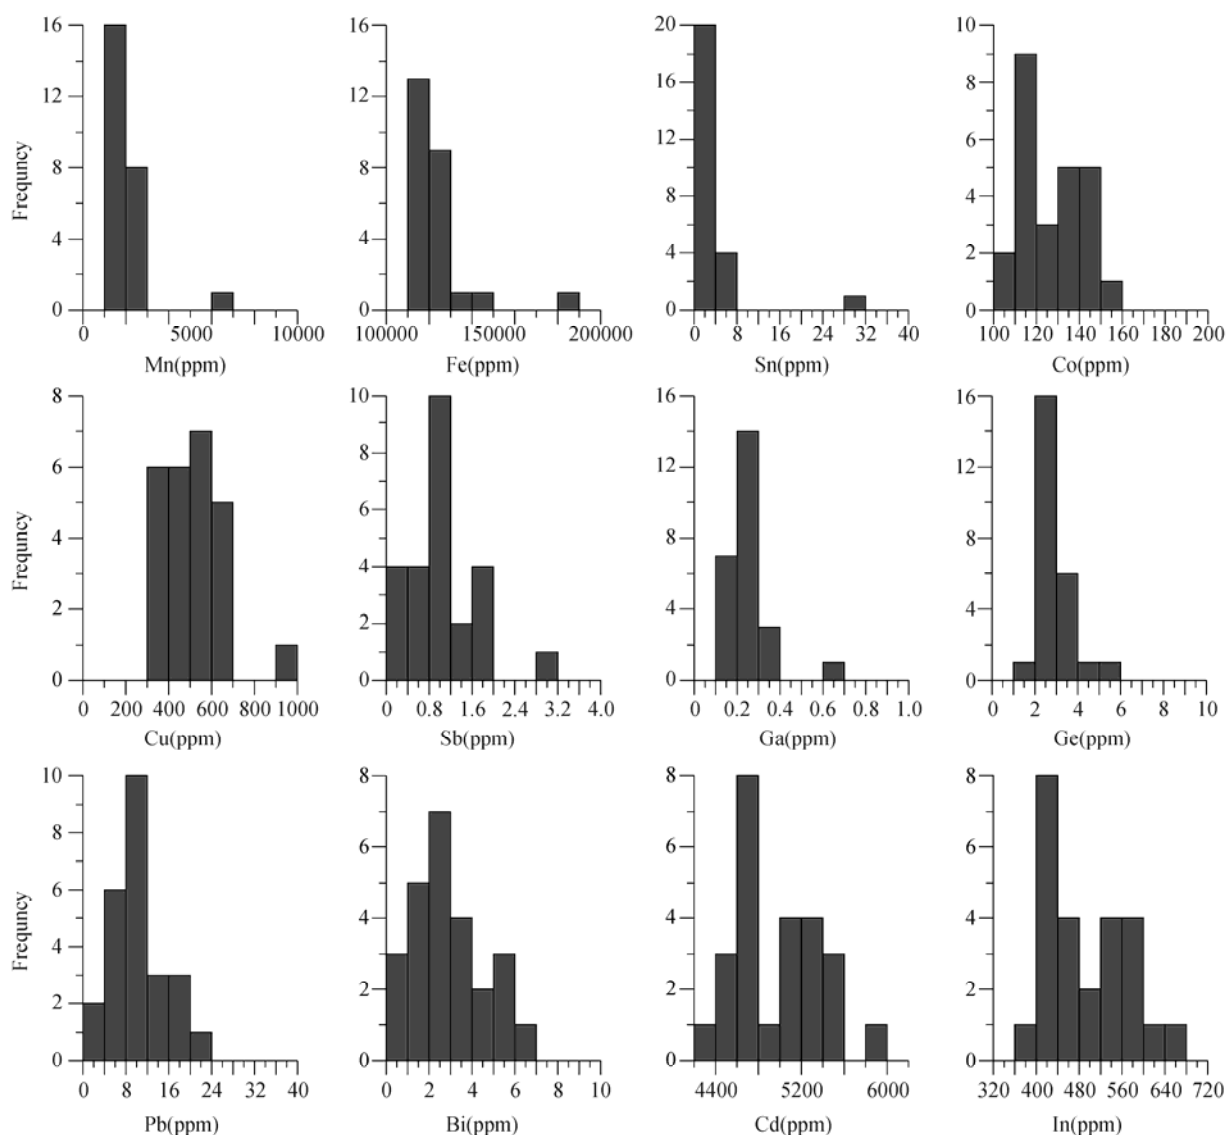 16 16 20 10
12 12 16 8
8 8 12 6
4 4 8 4
0 0 4 2
0 0
Frequncy
0 5000 10000 100000 150000 200000 0 8 16 24 32 40 100 120 140 160 200
Mn(ppm) Fe(ppm) Sn(ppm) Co(ppm)
8 10 16 16
6 8 12 12
4 6 8 8
2 4 4 4
0 2 0 0
0
Frequncy
0 200 400 600 800 1000 0 0.8 1.6 2.4 3.2 4.0 0 0.2 0.4 0.6 0.8 1.0 0 2 4 6 8 10
Cu(ppm) Sb(ppm) Ga(ppm) Ge(ppm)
10 8 8 8
8 6 6 6
6 4 4 4
4 2 2 2
2 0 0 0
0
Frequncy
0 8 16 24 32 40 0 2 4 6 8 10 4400 5200 6000 320 400 480 560 640 720
Pb(ppm) Bi(ppm) Cd(ppm) In(ppm)